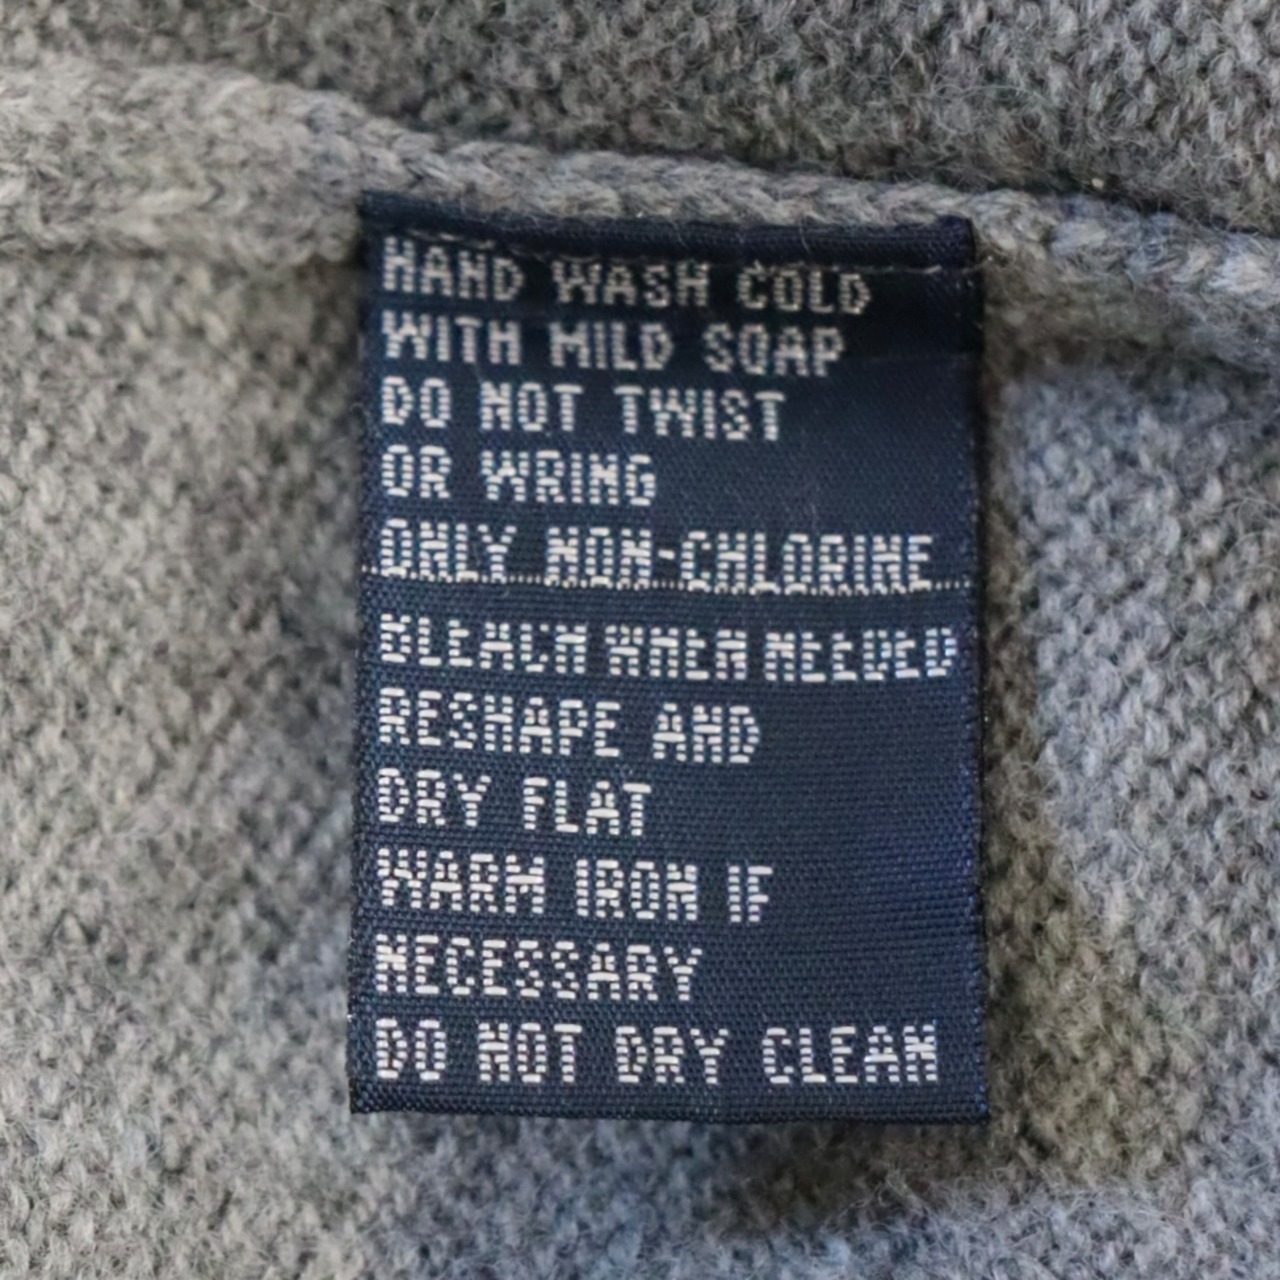 HAND WASH COLD
WITH MILD SOAP
DO NOT TWIST
OR WRING
ONLY NON-CHLORINE
BLEACH WHEN NEEDED
RESHAPE AND
DRY FLAT
WARM IRON IF
NECESSARY
DO NOT DRY CLEAN